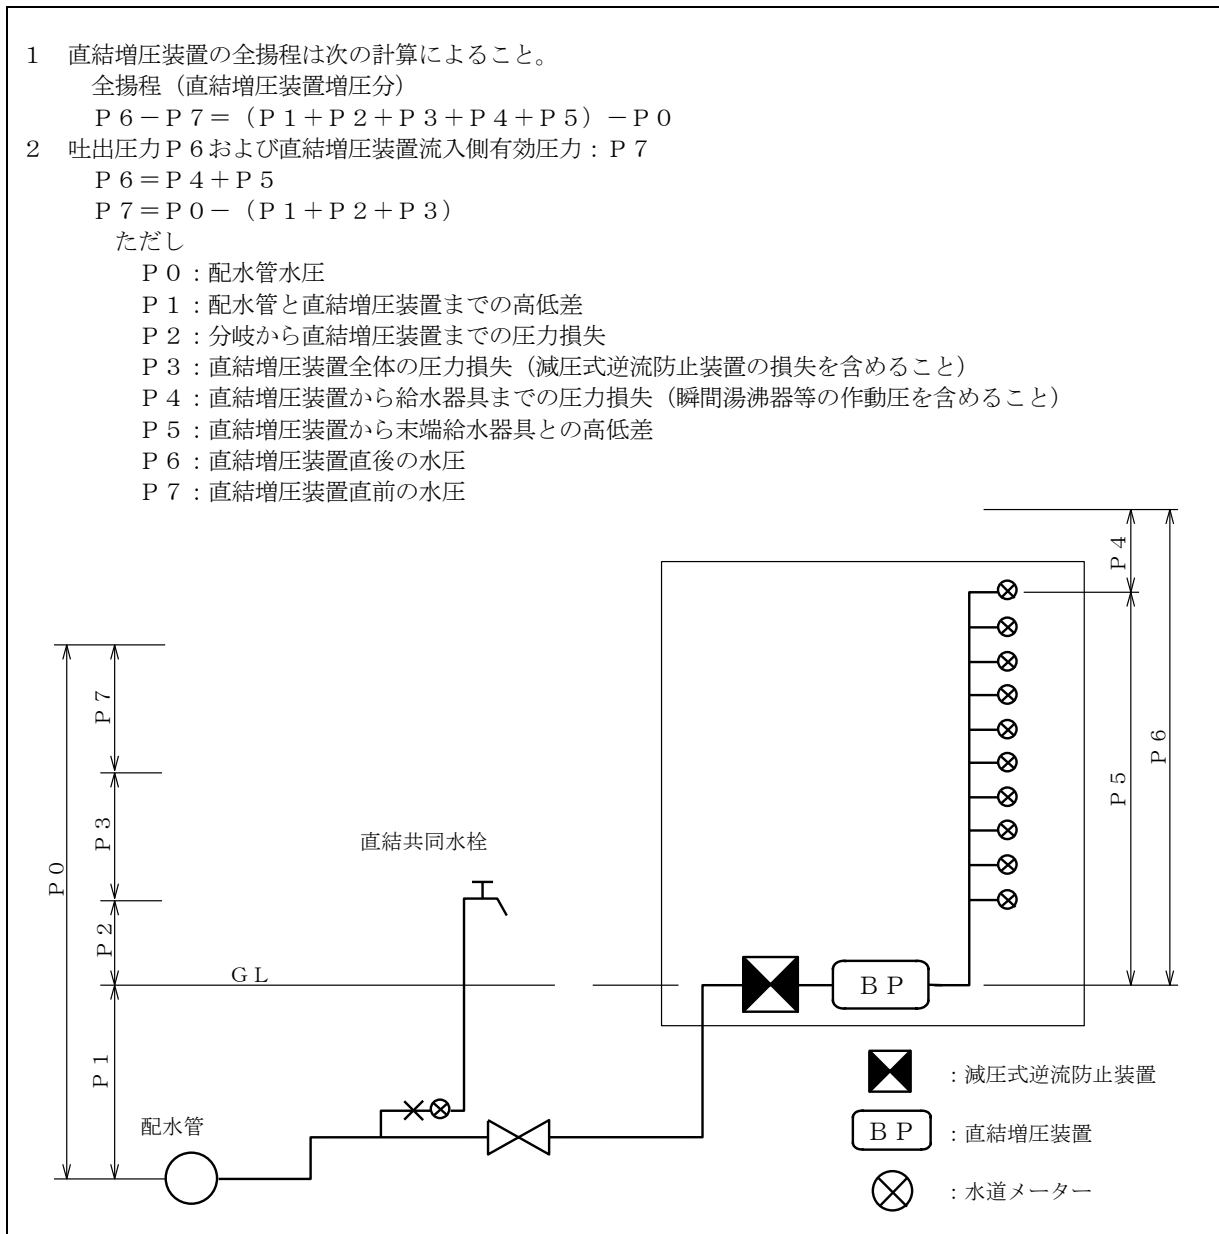 １　直結増圧装置の全揚程は次の計算によること。
全揚程（直結増圧装置増圧分）
Ｐ６－Ｐ７＝（Ｐ１＋Ｐ２＋Ｐ３＋Ｐ４＋Ｐ５）－Ｐ０
２　吐出圧力Ｐ６および直結増圧装置流入側有効圧力：Ｐ７
Ｐ６＝Ｐ４＋Ｐ５
Ｐ７＝Ｐ０－（Ｐ１＋Ｐ２＋Ｐ３）
ただし
Ｐ０：配水管水圧
Ｐ１：配水管と直結増圧装置までの高低差
Ｐ２：分岐から直結増圧装置までの圧力損失
Ｐ３：直結増圧装置全体の圧力損失（減圧式逆流防止装置の損失を含めること）
Ｐ４：直結増圧装置から給水器具までの圧力損失（瞬間湯沸器等の作動圧を含めること）
Ｐ５：直結増圧装置から末端給水器具との高低差
Ｐ６：直結増圧装置直後の水圧
Ｐ７：直結増圧装置直前の水圧
Ｐ４
Ｐ７
Ｐ６
Ｐ５
Ｐ３
直結共同水栓
Ｐ０
Ｐ２
ＧＬ
ＢＰ
Ｐ１
：減圧式逆流防止装置
配水管
ＢＰ
：直結増圧装置
：水道メーター